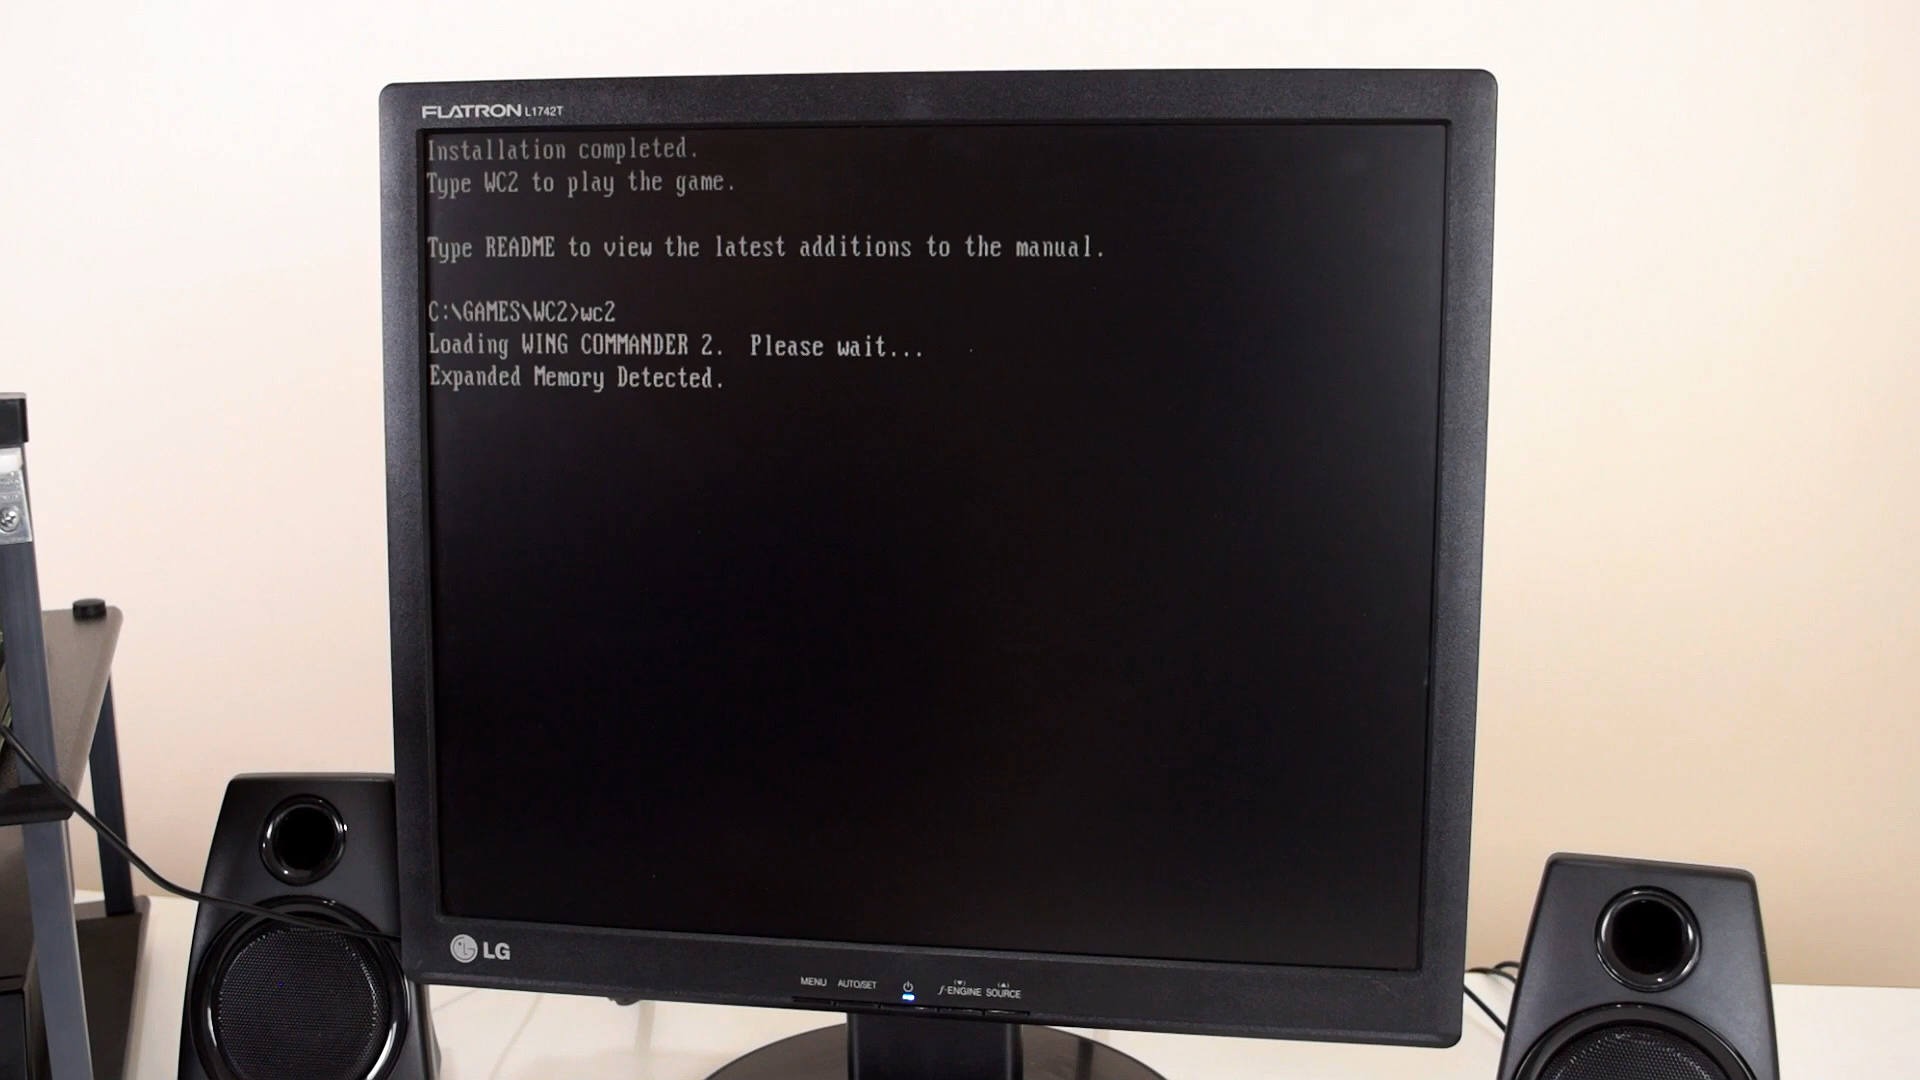 FLATRON L1742T
Installation completed.
Type WC2 to play the game.
Type README to view the latest additions to the manual.
C:\GAMES\WC2>wc2
Loading WING COMMANDER 2.  Please wait...
Expanded Memory Detected.
LG
MENU AUTO/SET f-ENGINE SOURCE